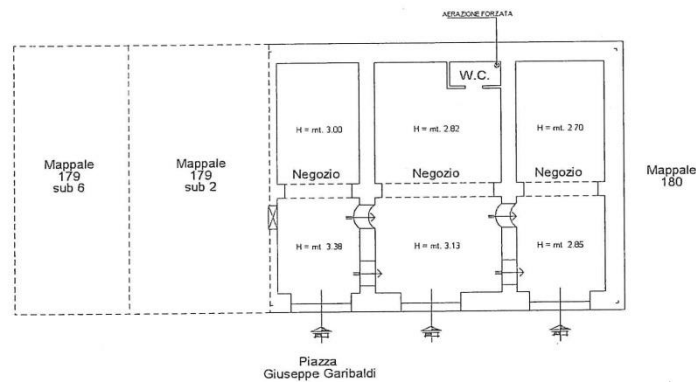 AERAZIONE FORZATA
W.C.
H = mt. 3.00
H = mt. 2.82
H = mt. 2.70
Mappale
179
sub 6
Mappale
179
sub 2
Negozio
Negozio
Negozio
Mappale
180
H = mt. 3.38
H = mt. 3.13
H = mt. 2.85
Piazza
Giuseppe Garibaldi